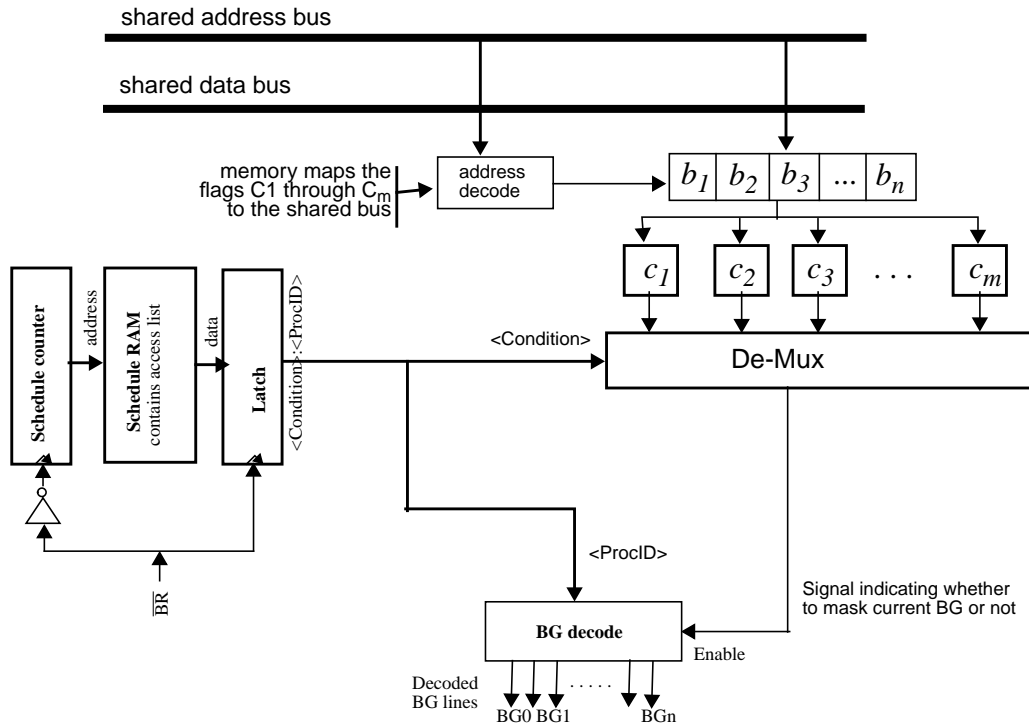 shared address bus
shared data bus
memory maps the
flags C1 through Cm
to the shared bus
address
decode
b1 b2 b3 ... bn
c1 c2 c3 . . . cm
Schedule counter
address
Schedule RAM
contains access list
data
Latch
<Condition>:<ProcID>
<Condition>
De-Mux
BR
<ProcID>
Signal indicating whether
to mask current BG or not
BG decode
Enable
Decoded
BG lines
. . . . .
BG0 BG1 BGn